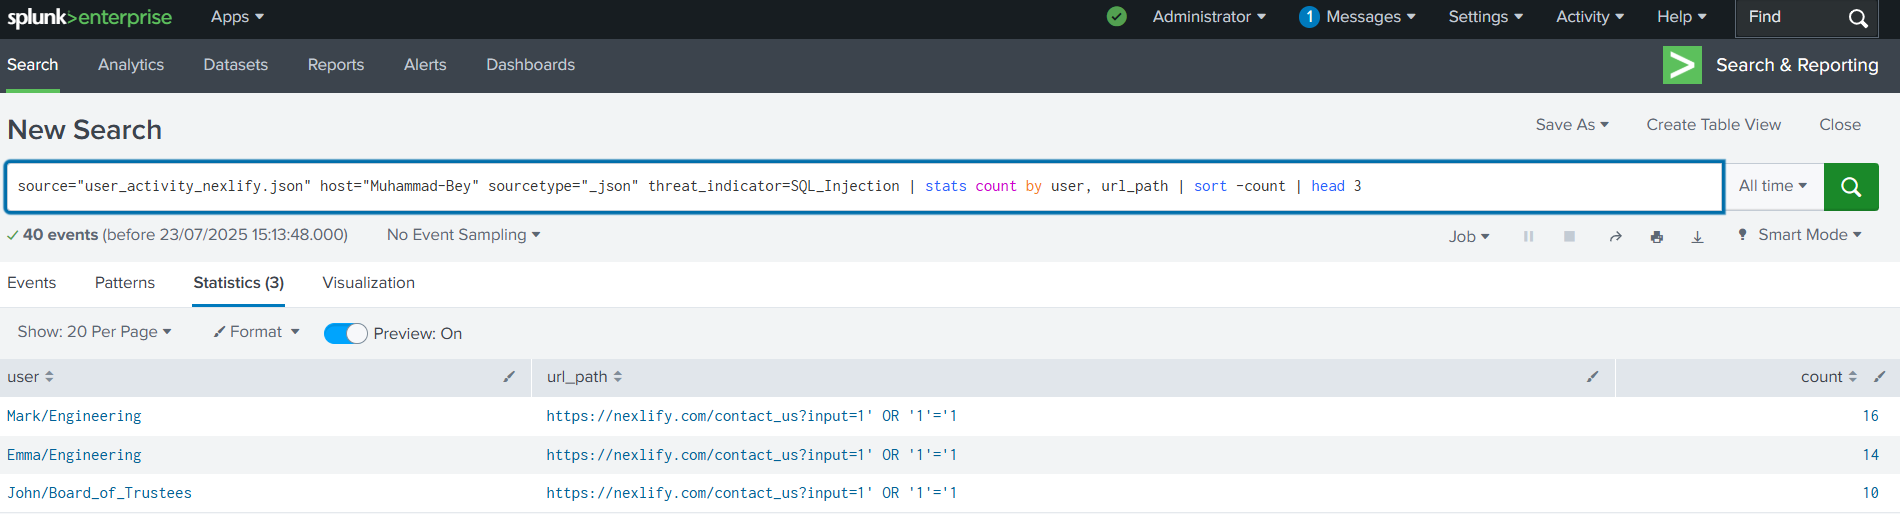 splunk>enterprise Apps Administrator 1 Messages Settings Activity Help Find
Search Analytics Datasets Reports Alerts Dashboards > Search & Reporting
New Search Save As Create Table View Close
source="user_activity_nexlify.json" host="Muhammad-Bey" sourcetype="_json" threat_indicator=SQL_Injection | stats count by user, url_path | sort -count | head 3 All time
40 events (before 23/07/2025 15:13:48.000) No Event Sampling Job Smart Mode
Events Patterns Statistics (3) Visualization
Show: 20 Per Page Format Preview: On
user url_path count
Mark/Engineering https://nexlify.com/contact_us?input=1' OR '1'='1 16
Emma/Engineering https://nexlify.com/contact_us?input=1' OR '1'='1 14
John/Board_of_Trustees https://nexlify.com/contact_us?input=1' OR '1'='1 10